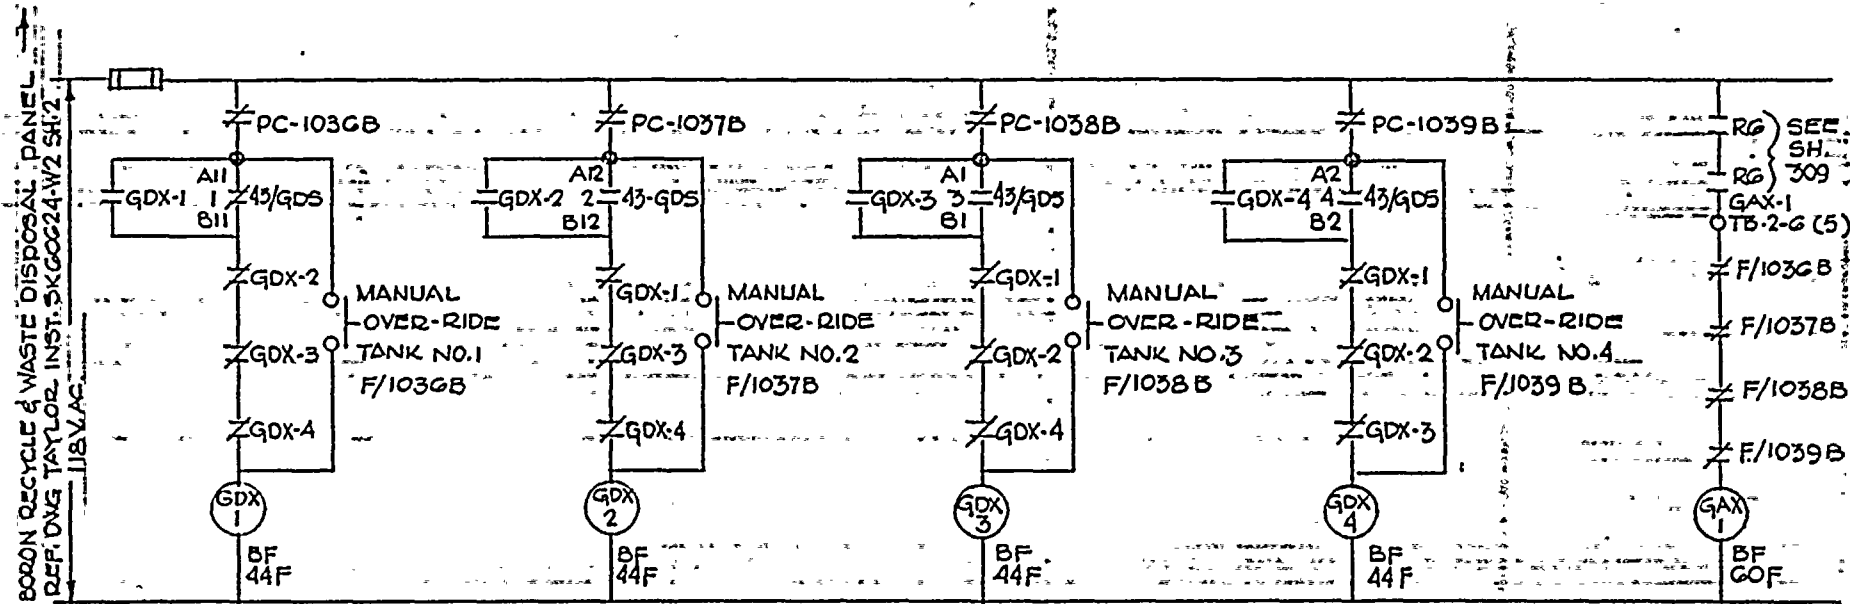 BORON RECYCLE & WASTE DISPOSAL PANEL
REF. DWG TAYLOR INST. SKGOG24-W2 SH.2
118 V. AC
PC-1036B
A11
GDX-1 1 43/GDS
B11
GDX-2
GDX-3
GDX-4
MANUAL
OVER-RIDE
TANK NO.1
F/1036B
GDX
1
BF
44F
PC-1037B
A12
GDX-2 2 43-GDS
B12
GDX-1
GDX-3
GDX-4
MANUAL
OVER-RIDE
TANK NO.2
F/1037B
GDX
2
BF
44F
PC-1038B
A1
GDX-3 3 43/GDS
B1
GDX-1
GDX-2
GDX-4
MANUAL
OVER-RIDE
TANK NO.3
F/1038B
GDX
3
BF
44F
PC-1039B
A2
GDX-4 4 43/GDS
B2
GDX-1
GDX-2
GDX-3
MANUAL
OVER-RIDE
TANK NO.4
F/1039B
GDX
4
BF
44F
RG
RG
SEE
SH.
309
GAX-1
TB-2-6 (5)
F/1036B
F/1037B
F/1038B
F/1039B
GAX
1
BF
60F